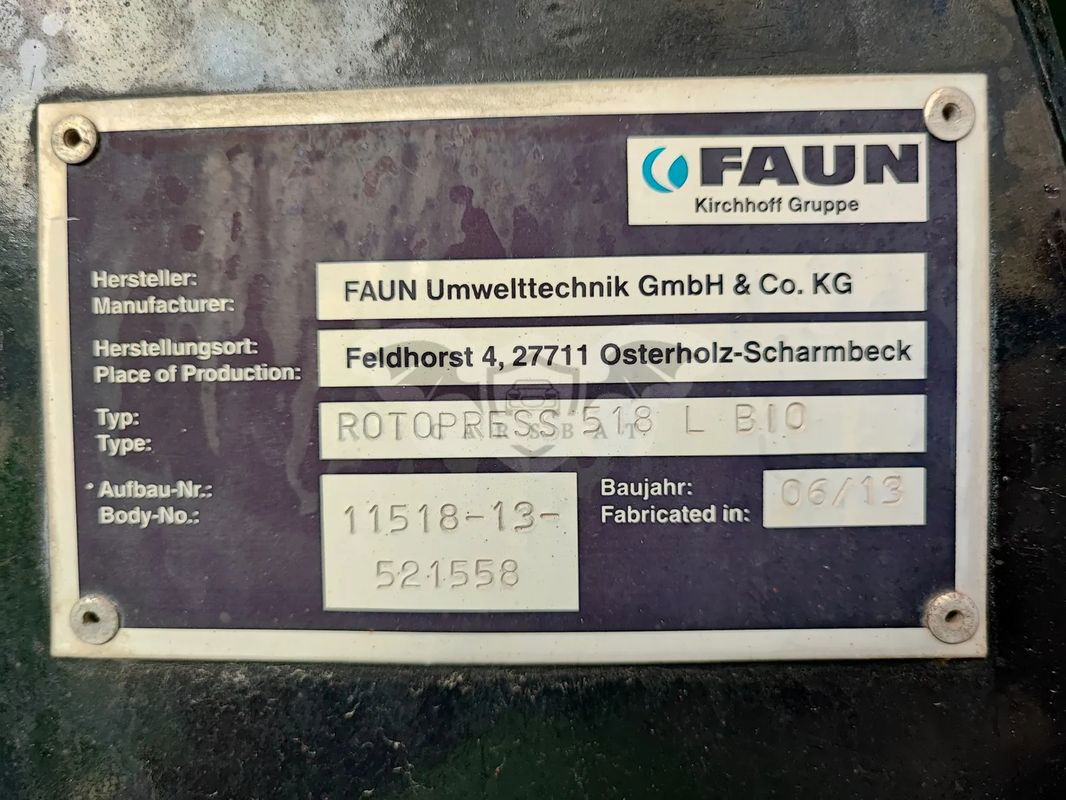 FAUN
Kirchhoff Gruppe
Hersteller:
Manufacturer:
FAUN Umwelttechnik GmbH & Co. KG
Herstellungsort:
Place of Production:
Feldhorst 4, 27711 Osterholz-Scharmbeck
Typ:
Type:
ROTOPRESS 518 L BIO
CARSBAT
Aufbau-Nr.:
Body-No.:
11518-13-
521558
Baujahr:
Fabricated in:
06/13